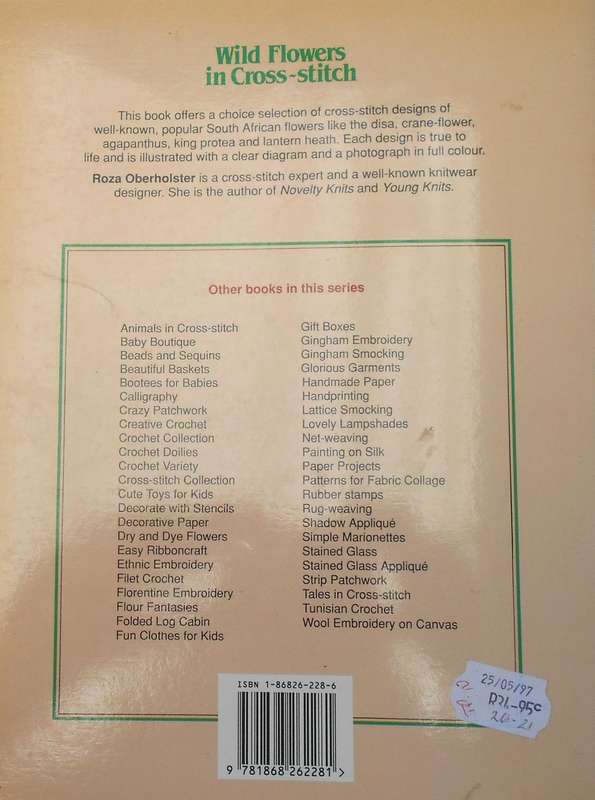 Wild Flowers
in Cross-stitch
This book offers a choice selection of cross-stitch designs of
well-known, popular South African flowers like the disa, crane-flower,
agapanthus, king protea and lantern heath. Each design is true to
life and is illustrated with a clear diagram and a photograph in full colour.
Roza Oberholster is a cross-stitch expert and a well-known knitwear
designer. She is the author of Novelty Knits and Young Knits.
Other books in this series
Animals in Cross-stitch
Baby Boutique
Beads and Sequins
Beautiful Baskets
Bootees for Babies
Calligraphy
Crazy Patchwork
Creative Crochet
Crochet Collection
Crochet Doilies
Crochet Variety
Cross-stitch Collection
Cute Toys for Kids
Decorate with Stencils
Decorative Paper
Dry and Dye Flowers
Easy Ribboncraft
Ethnic Embroidery
Filet Crochet
Florentine Embroidery
Flour Fantasies
Folded Log Cabin
Fun Clothes for Kids
Gift Boxes
Gingham Embroidery
Gingham Smocking
Glorious Garments
Handmade Paper
Handprinting
Lattice Smocking
Lovely Lampshades
Net-weaving
Painting on Silk
Paper Projects
Patterns for Fabric Collage
Rubber stamps
Rug-weaving
Shadow Appliqué
Simple Marionettes
Stained Glass
Stained Glass Appliqué
Strip Patchwork
Tales in Cross-stitch
Tunisian Crochet
Wool Embroidery on Canvas
ISBN 1-86826-228-6
9 781868 262281 >
25/05/97